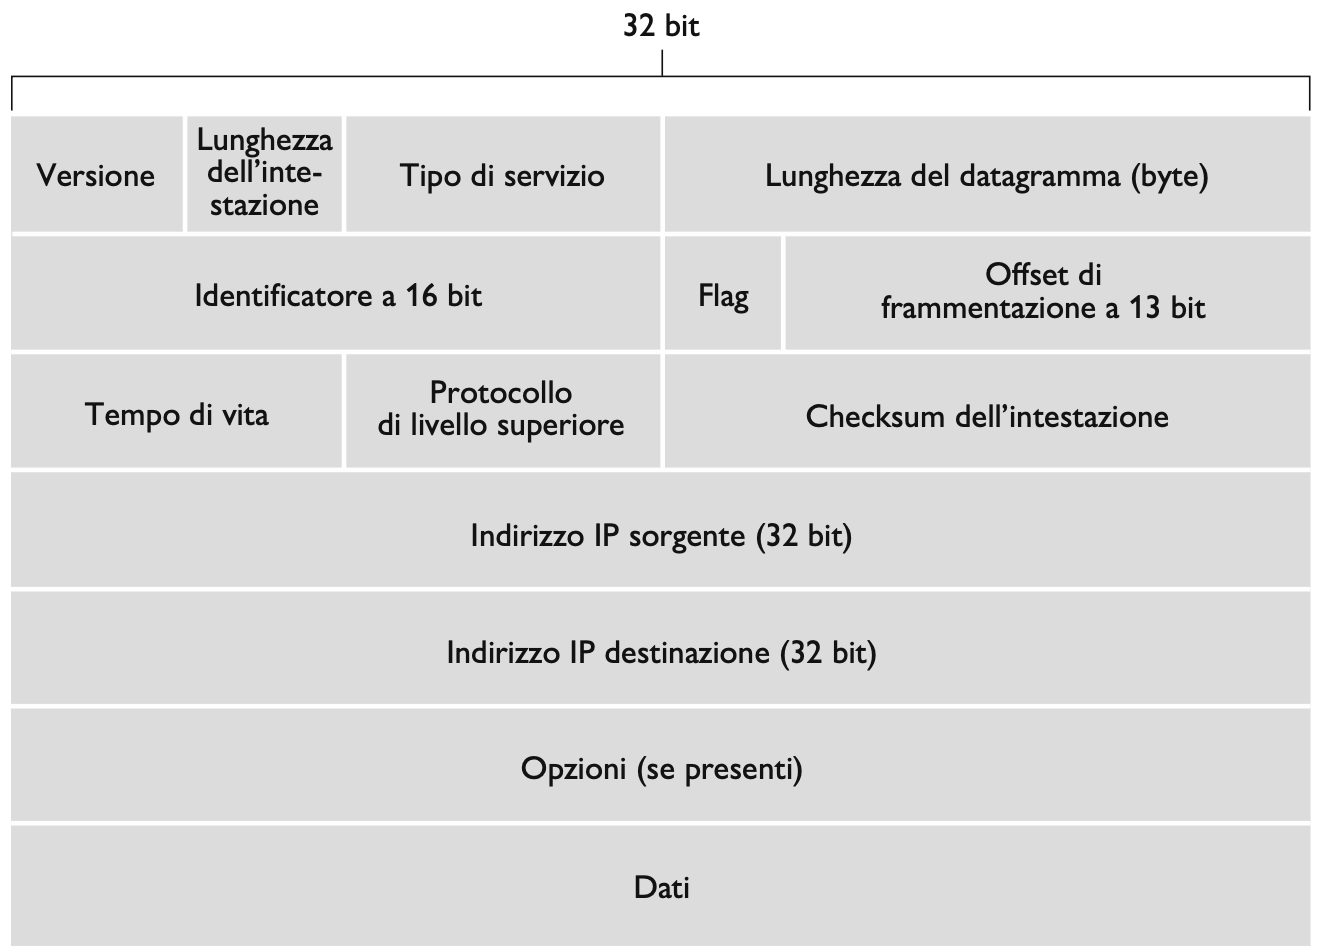 32 bit
Versione
Lunghezza
dell’inte-
stazione
Tipo di servizio
Lunghezza del datagramma (byte)
Identificatore a 16 bit
Flag
Offset di
frammentazione a 13 bit
Tempo di vita
Protocollo
di livello superiore
Checksum dell’intestazione
Indirizzo IP sorgente (32 bit)
Indirizzo IP destinazione (32 bit)
Opzioni (se presenti)
Dati